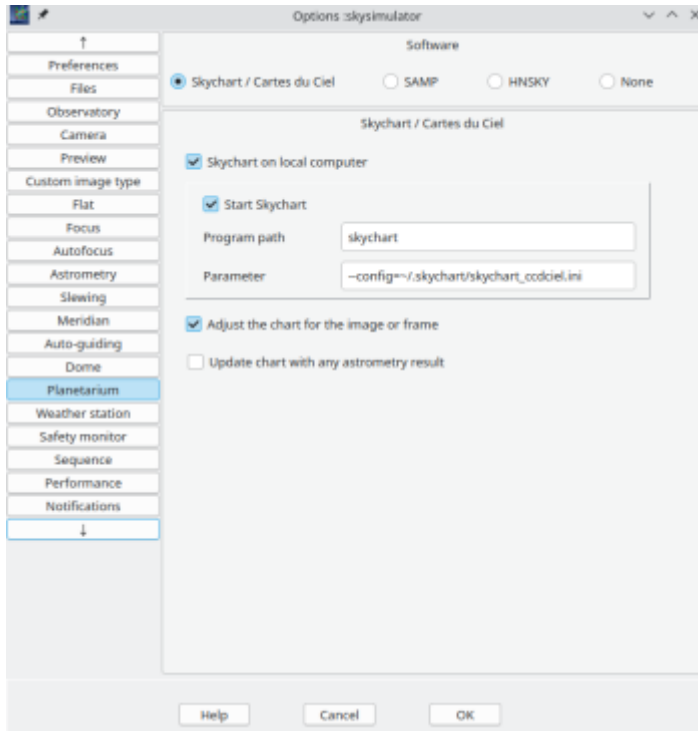 Options :skysimulator
↑
Preferences
Files
Observatory
Camera
Preview
Custom image type
Flat
Focus
Autofocus
Astrometry
Slewing
Meridian
Auto-guiding
Dome
Planetarium
Weather station
Safety monitor
Sequence
Performance
Notifications
↓
Software
Skychart / Cartes du Ciel SAMP HNSKY None
Skychart / Cartes du Ciel
Skychart on local computer
Start Skychart
Program path skychart
Parameter --config=~/.skychart/skychart_ccdciel.ini
Adjust the chart for the image or frame
Update chart with any astrometry result
Help Cancel OK